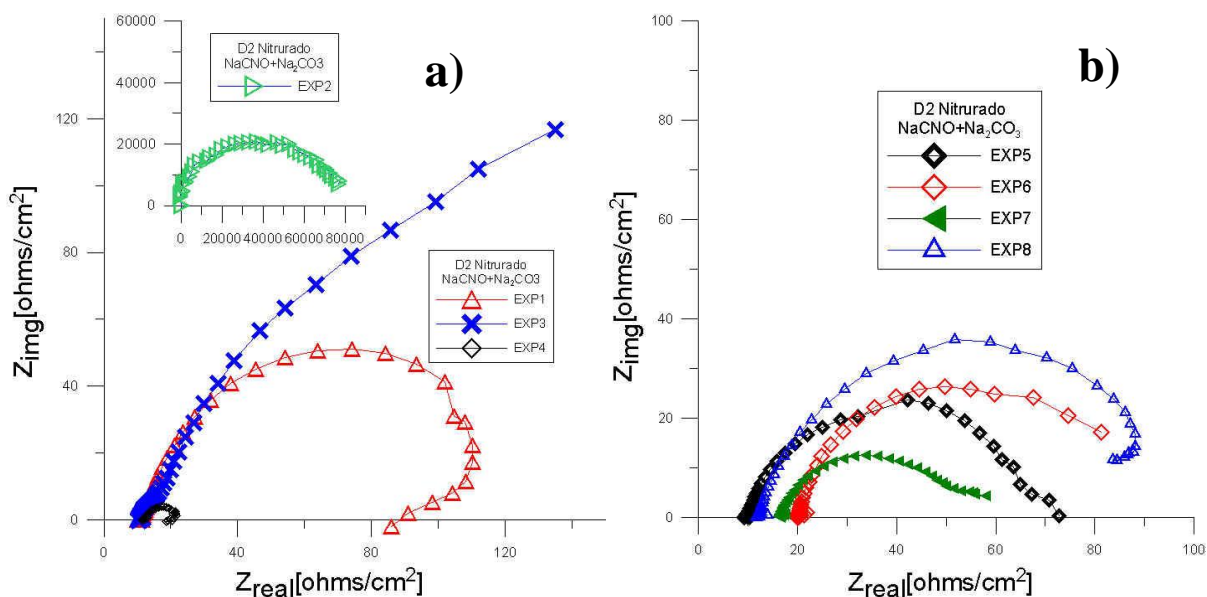 a)
60000
40000
20000
0
0
20000
40000
60000
80000
D2 Nitrurado
NaCNO+Na₂CO3
EXP2
120
80
40
0
0
40
80
120
Zimg[ohms/cm²]
Zreal[ohms/cm²]
D2 Nitrurado
NaCNO+Na₂CO3
EXP1
EXP3
EXP4
b)
100
80
60
40
20
0
0
20
40
60
80
100
Zimg[ohms/cm²]
Zreal[ohms/cm²]
D2 Nitrurado
NaCNO+Na₂CO₃
EXP5
EXP6
EXP7
EXP8